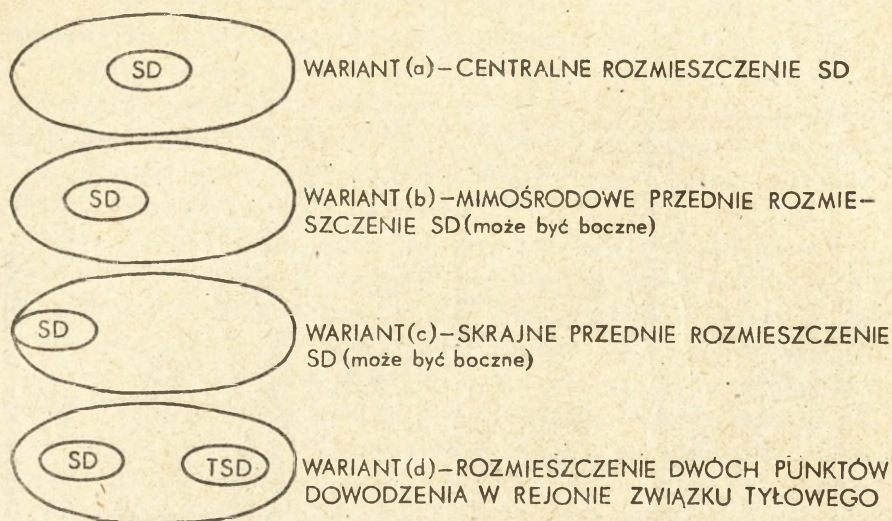 SD WARIANT (a)–CENTRALNE ROZMIESZCZENIE SD
SD WARIANT (b)–MIMOŚRODOWE PRZEDNIE ROZMIE–
SZCZENIE SD (może być boczne)
SD WARIANT (c)–SKRAJNE PRZEDNIE ROZMIESZCZENIE
SD (może być boczne)
SD TSD WARIANT (d)–ROZMIESZCZENIE DWÓCH PUNKTÓW
DOWODZENIA W REJONIE ZWIĄZKU TYŁOWEGO